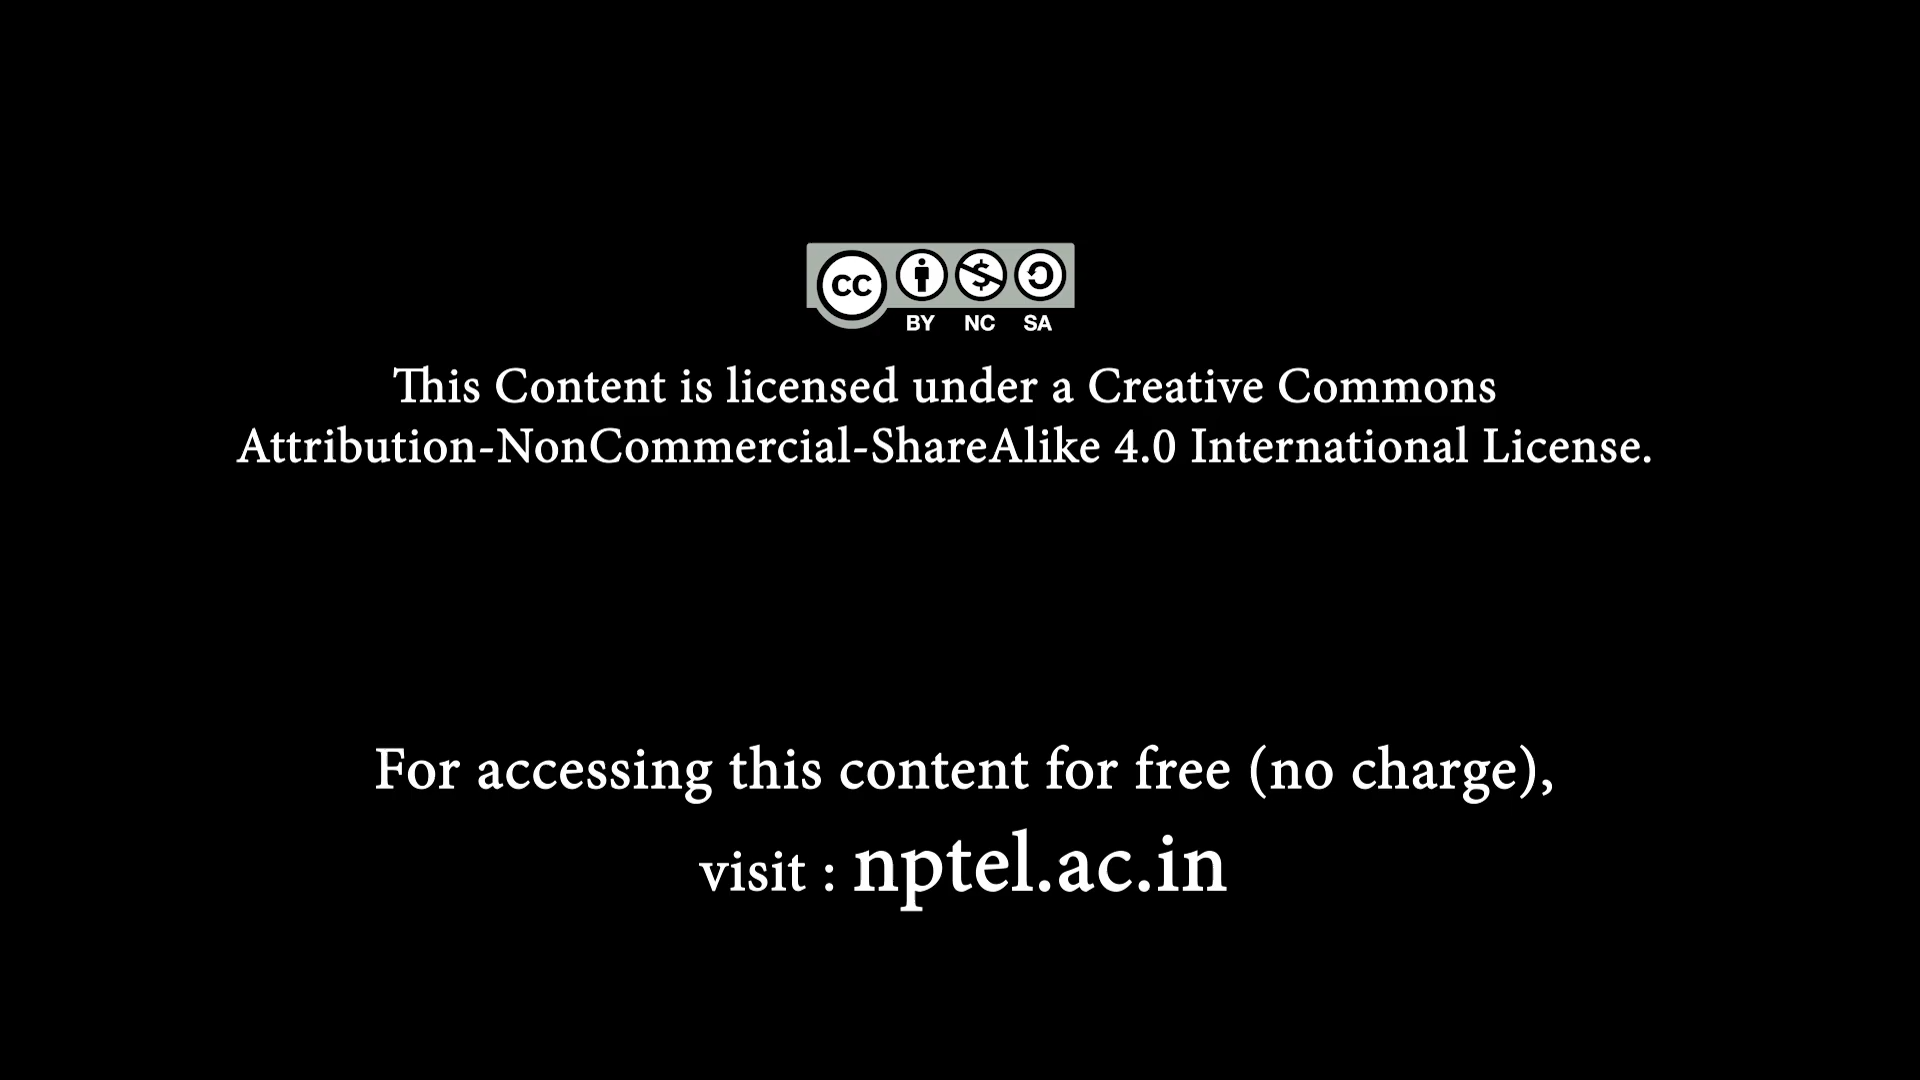 cc
BY NC SA
This Content is licensed under a Creative Commons
Attribution-NonCommercial-ShareAlike 4.0 International License.
For accessing this content for free (no charge),
visit : nptel.ac.in